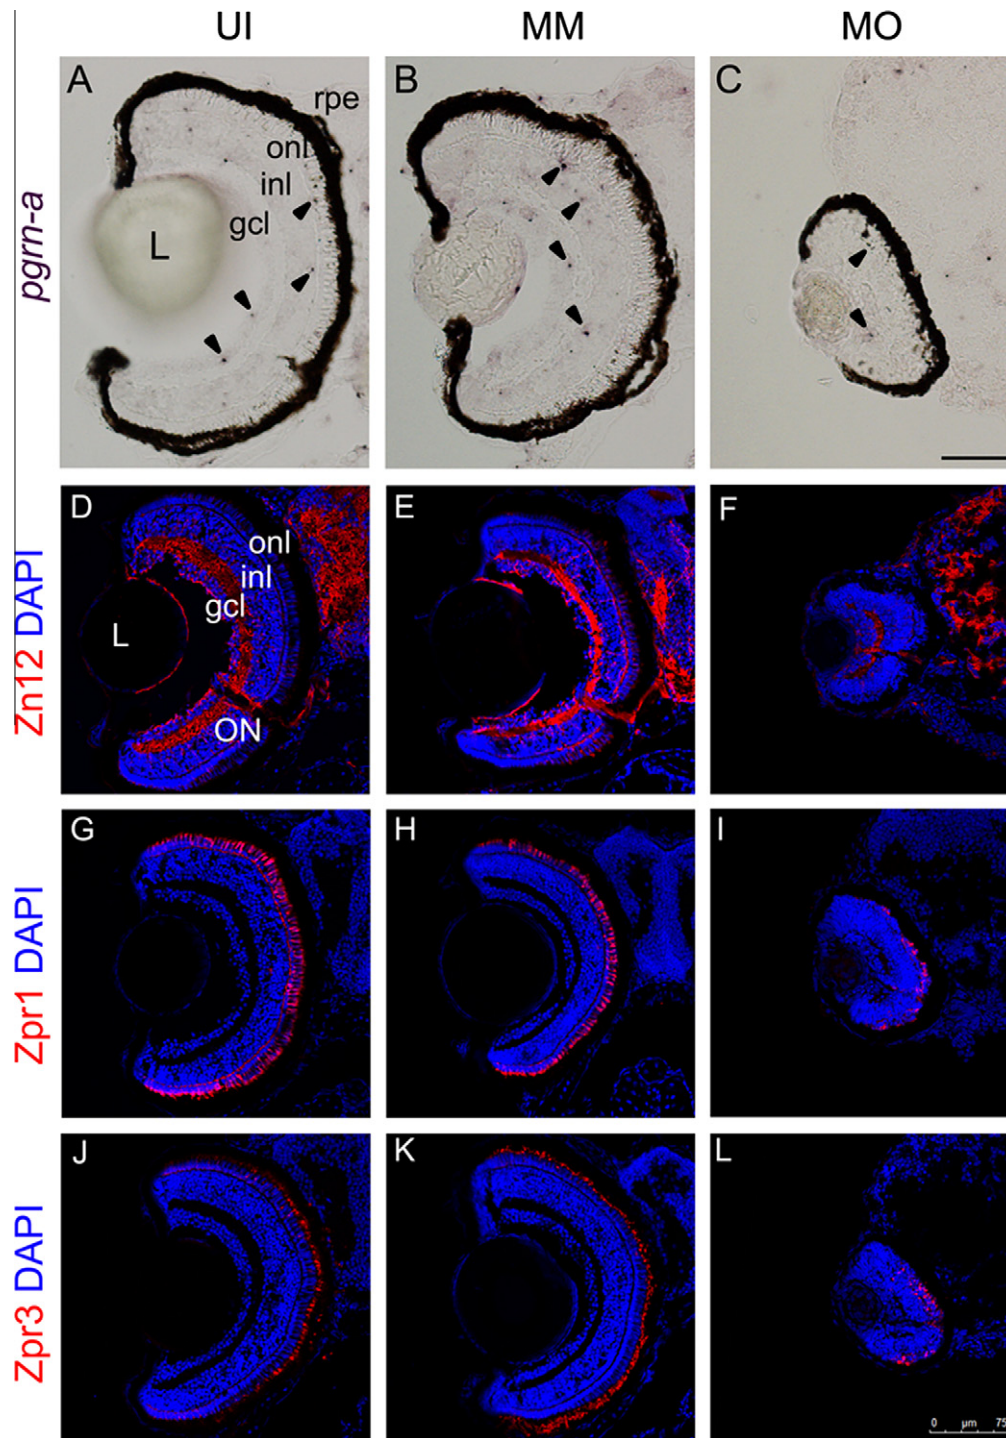 UI MM MO
pgrn-a
A rpe onl inl gcl L
B
C
Zn12 DAPI
D onl inl gcl L ON
E
F
Zpr1 DAPI
G
H
I
Zpr3 DAPI
J
K
L
0 µm 75